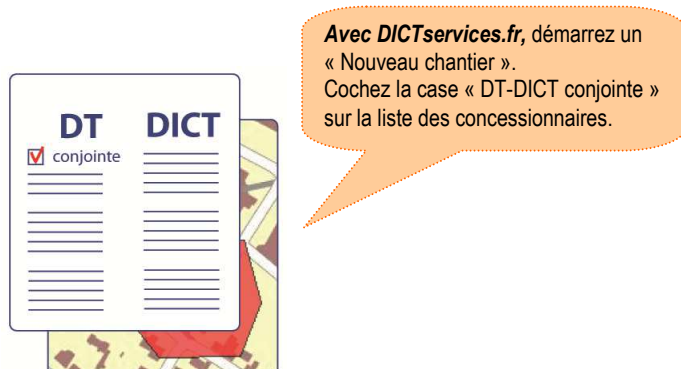 Avec DICTservices.fr, démarrez un
« Nouveau chantier ».
Cochez la case « DT-DICT conjointe »
sur la liste des concessionnaires.
DT DICT
conjointe